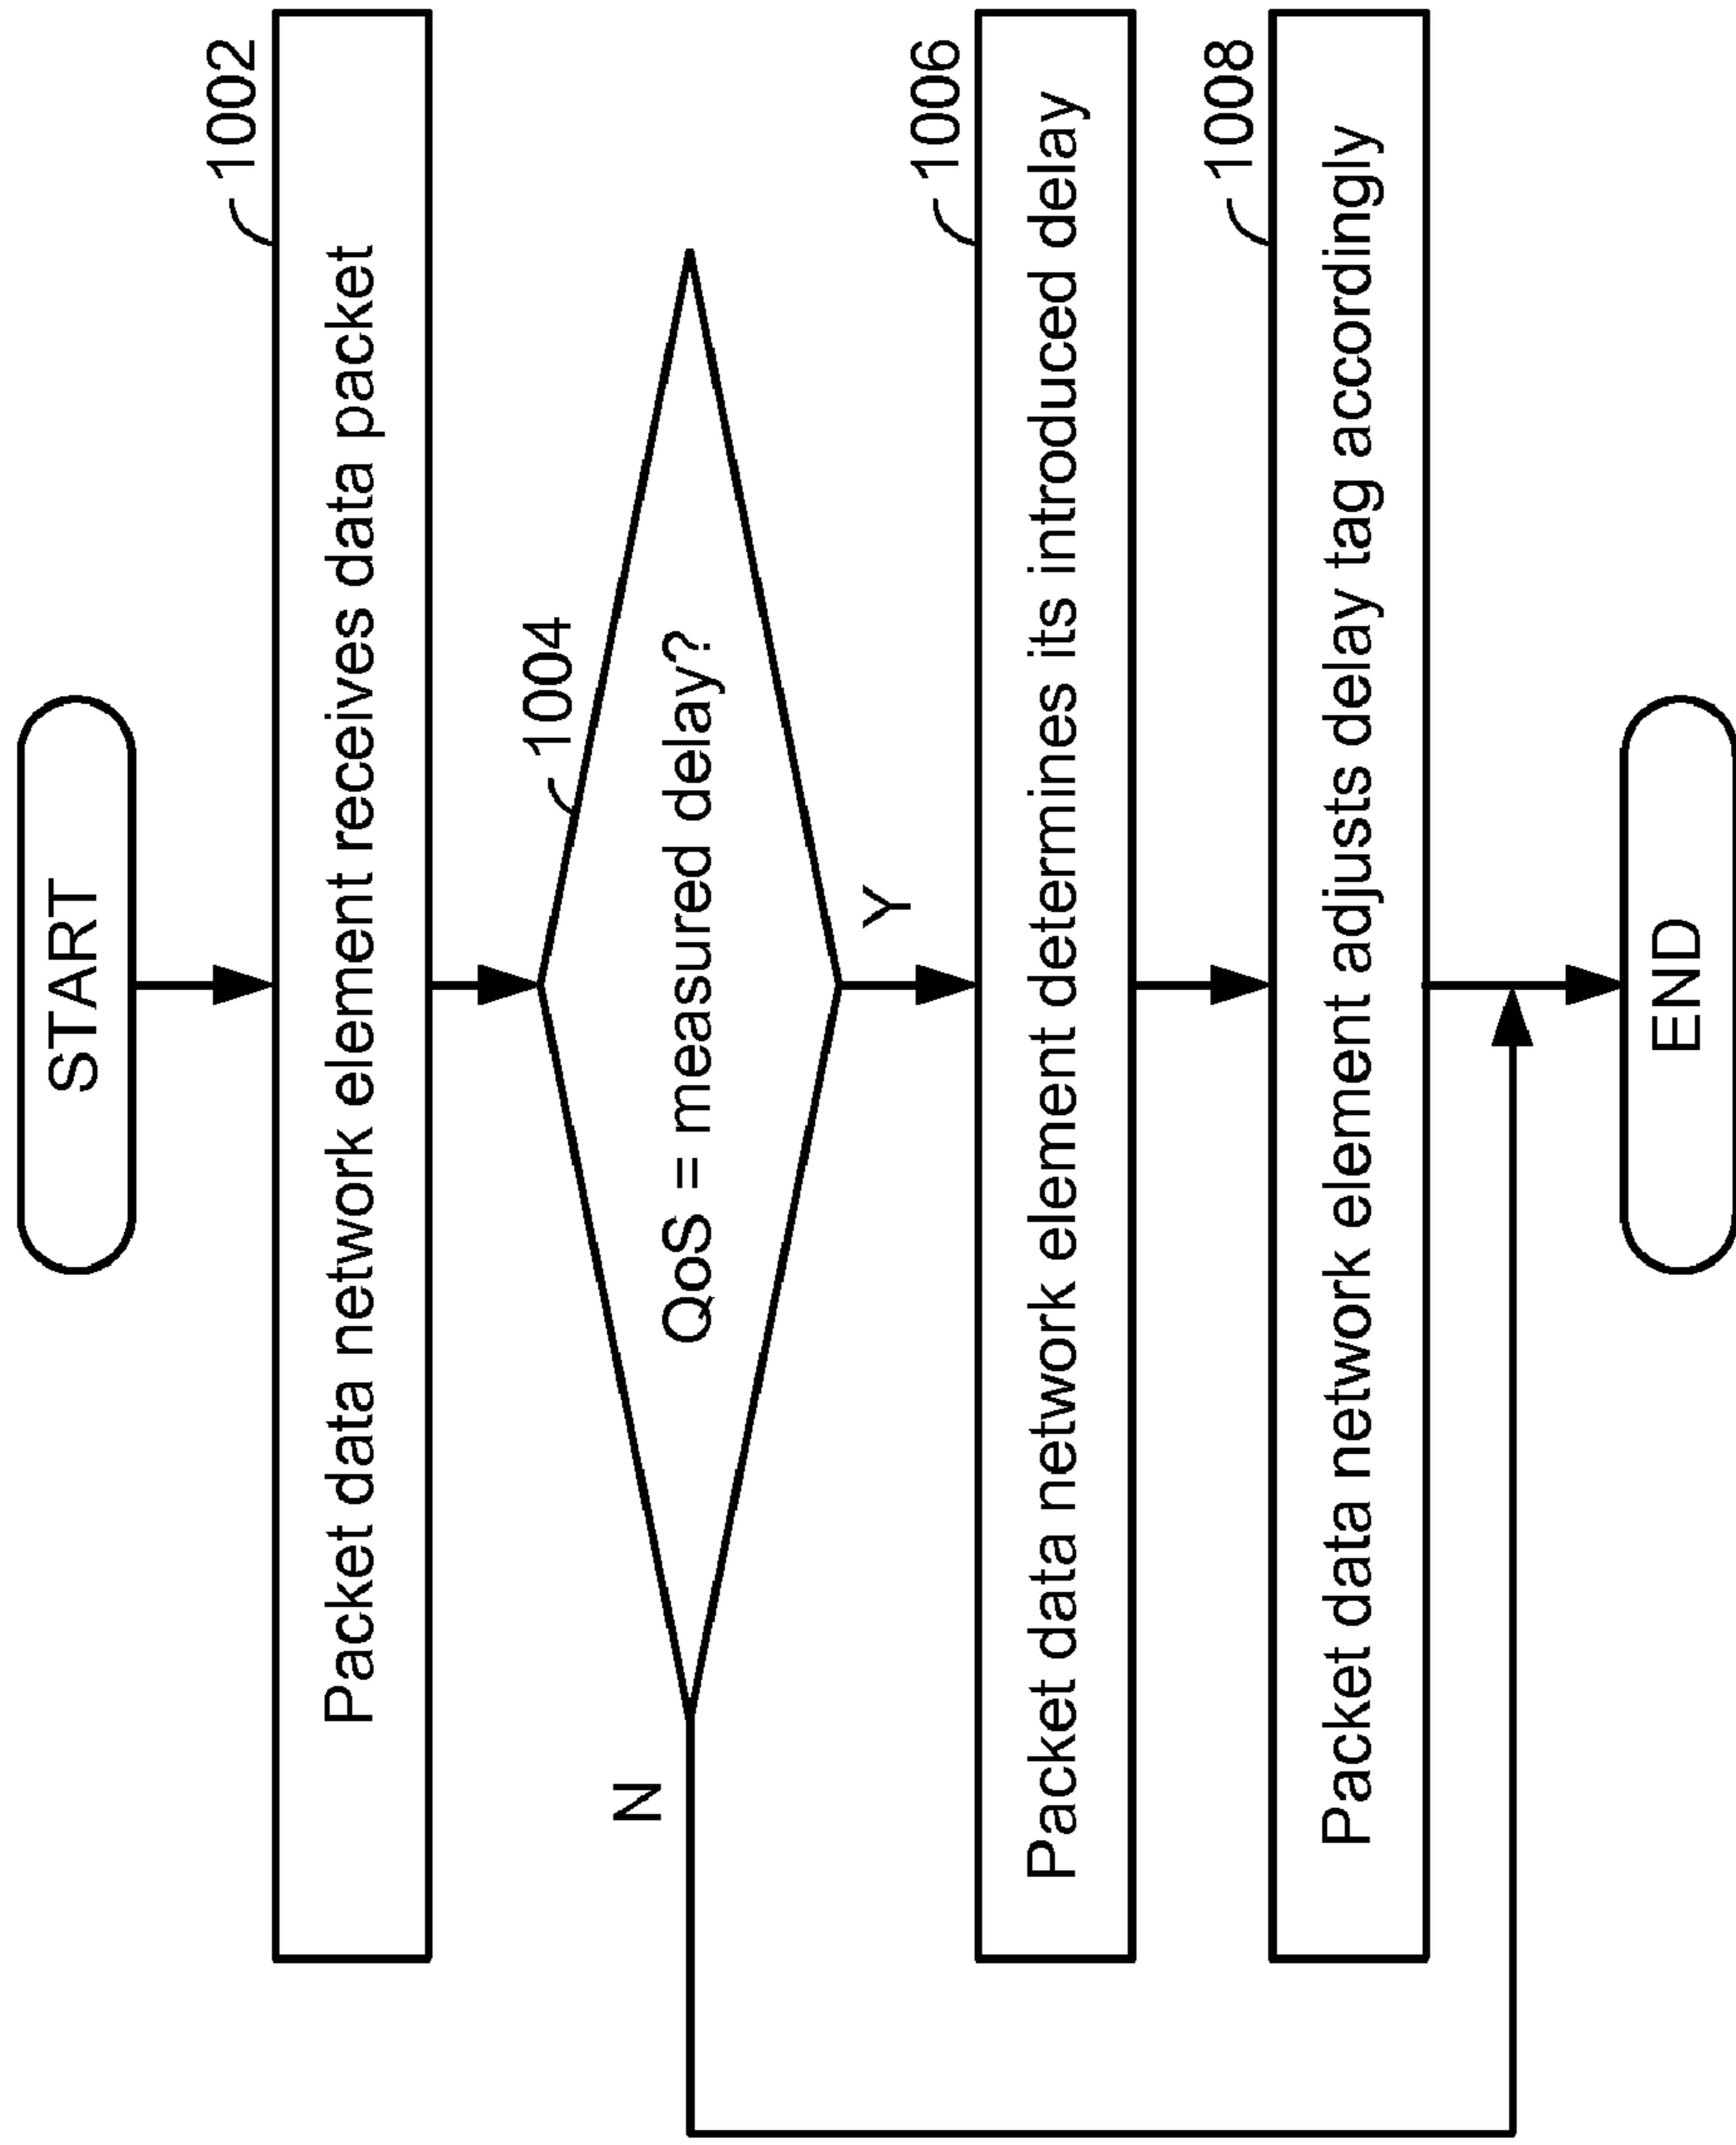 START
1002
Packet data network element receives data packet
1004
QoS = measured delay?
N
Y
1006
Packet data network element determines its introduced delay
1008
Packet data network element adjusts delay tag accordingly
END